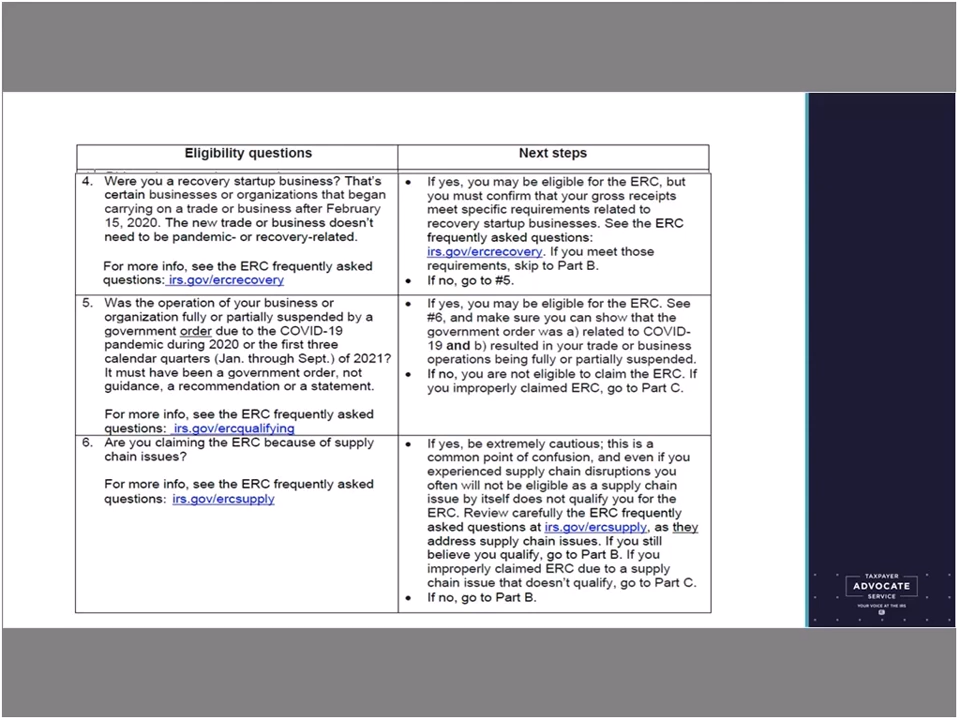 Eligibility questions
Next steps
4. Were you a recovery startup business? That's
certain businesses or organizations that began
carrying on a trade or business after February
15, 2020. The new trade or business doesn't
need to be pandemic- or recovery-related.
For more info, see the ERC frequently asked
questions: irs.gov/ercrecovery
• If yes, you may be eligible for the ERC, but
you must confirm that your gross receipts
meet specific requirements related to
recovery startup businesses. See the ERC
frequently asked questions:
irs.gov/ercrecovery. If you meet those
requirements, skip to Part B.
• If no, go to #5.
5. Was the operation of your business or
organization fully or partially suspended by a
government order due to the COVID-19
pandemic during 2020 or the first three
calendar quarters (Jan. through Sept.) of 2021?
It must have been a government order, not
guidance, a recommendation or a statement.
For more info, see the ERC frequently asked
questions: irs.gov/ercqualifying
• If yes, you may be eligible for the ERC. See
#6, and make sure you can show that the
government order was a) related to COVID-
19 and b) resulted in your trade or business
operations being fully or partially suspended.
• If no, you are not eligible to claim the ERC. If
you improperly claimed ERC, go to Part C.
6. Are you claiming the ERC because of supply
chain issues?
For more info, see the ERC frequently asked
questions: irs.gov/ercsupply
• If yes, be extremely cautious; this is a
common point of confusion, and even if you
experienced supply chain disruptions you
often will not be eligible as a supply chain
issue by itself does not qualify you for the
ERC. Review carefully the ERC frequently
asked questions at irs.gov/ercsupply, as they
address supply chain issues. If you still
believe you qualify, go to Part B. If you
improperly claimed ERC due to a supply
chain issue that doesn't qualify, go to Part C.
• If no, go to Part B.
TAXPAYER
ADVOCATE
SERVICE
YOUR VOICE AT THE IRS